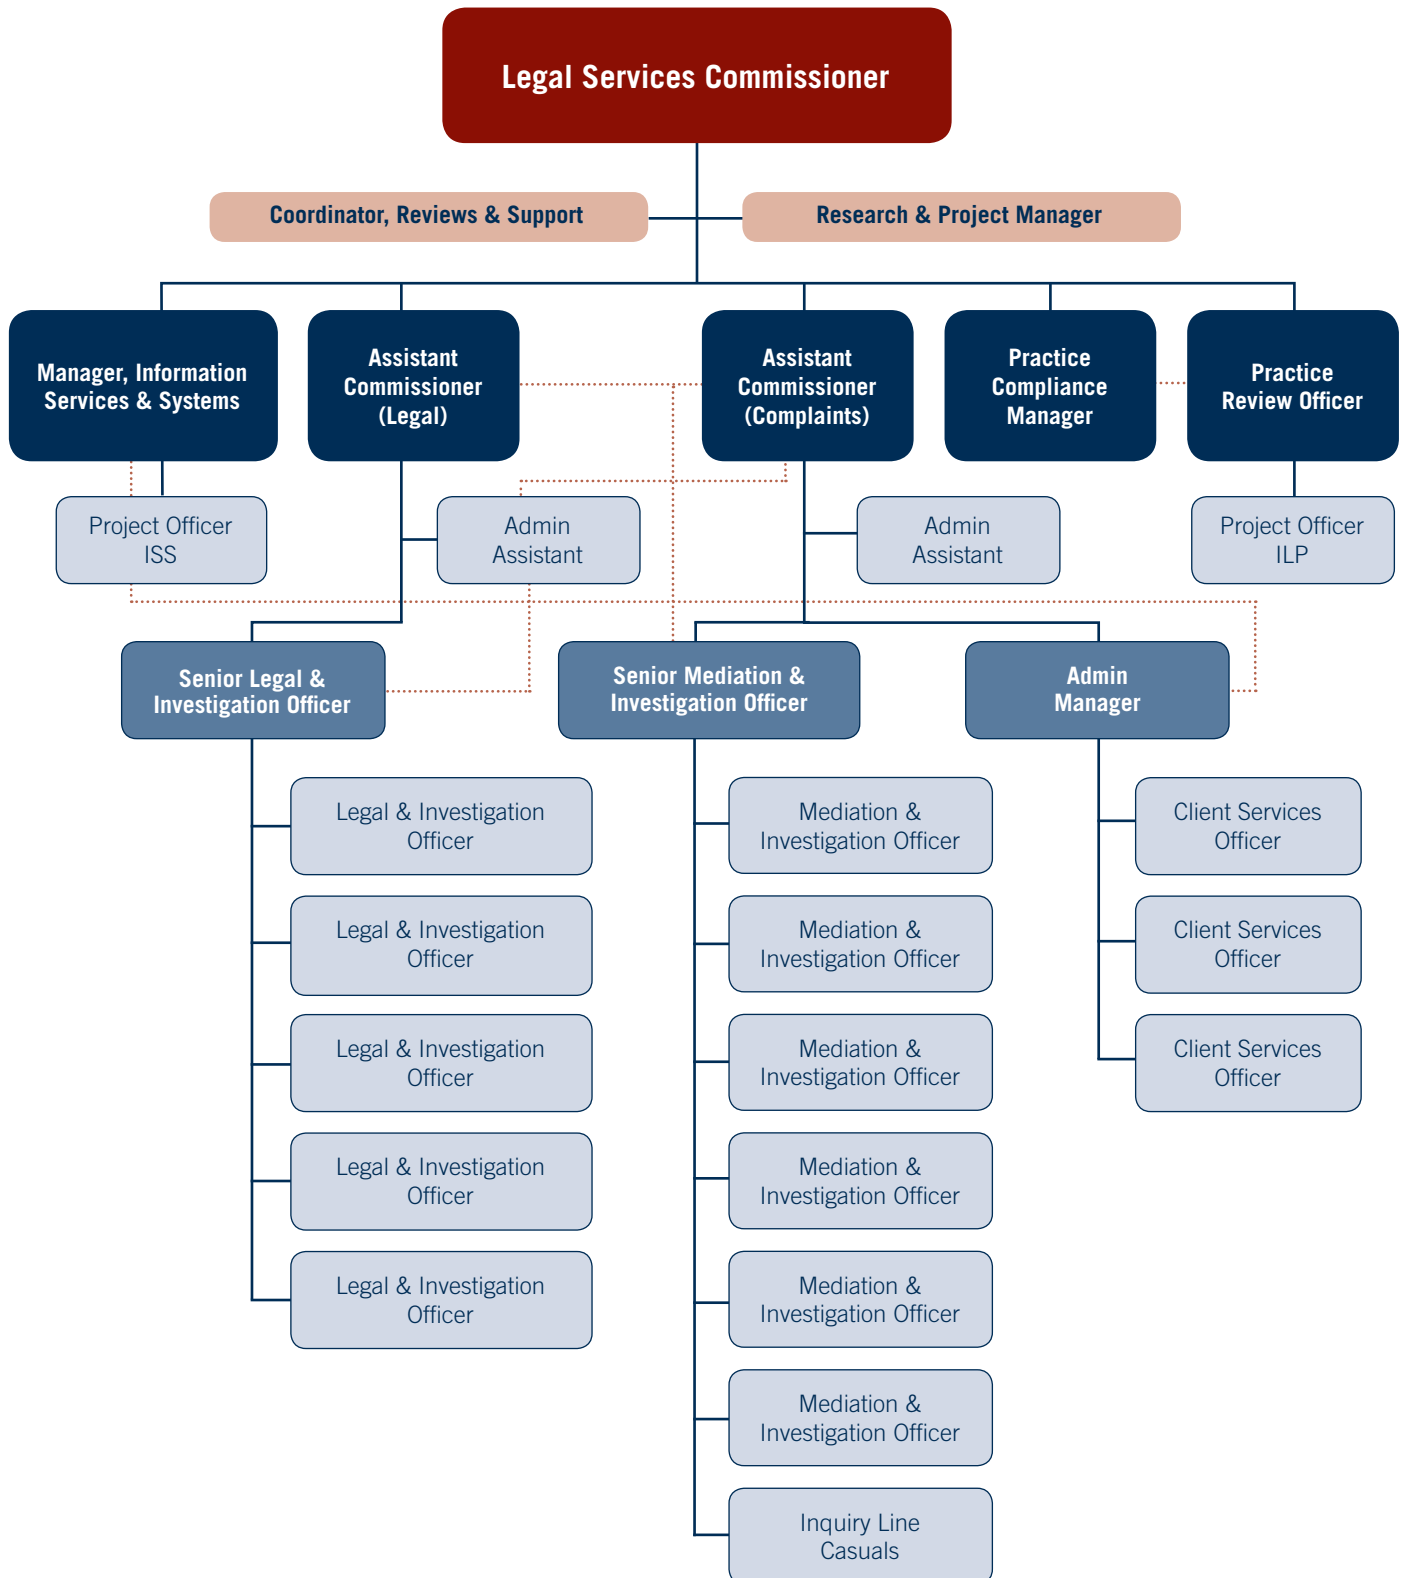 Legal Services Commissioner
Coordinator, Reviews & Support
Research & Project Manager
Manager, Information
Services & Systems
Assistant
Commissioner
(Legal)
Assistant
Commissioner
(Complaints)
Practice
Compliance
Manager
Practice
Review Officer
Project Officer
ISS
Admin
Assistant
Admin
Assistant
Project Officer
ILP
Senior Legal &
Investigation Officer
Senior Mediation &
Investigation Officer
Admin
Manager
Legal & Investigation
Officer
Legal & Investigation
Officer
Legal & Investigation
Officer
Legal & Investigation
Officer
Legal & Investigation
Officer
Mediation &
Investigation Officer
Mediation &
Investigation Officer
Mediation &
Investigation Officer
Mediation &
Investigation Officer
Mediation &
Investigation Officer
Mediation &
Investigation Officer
Inquiry Line
Casuals
Client Services
Officer
Client Services
Officer
Client Services
Officer